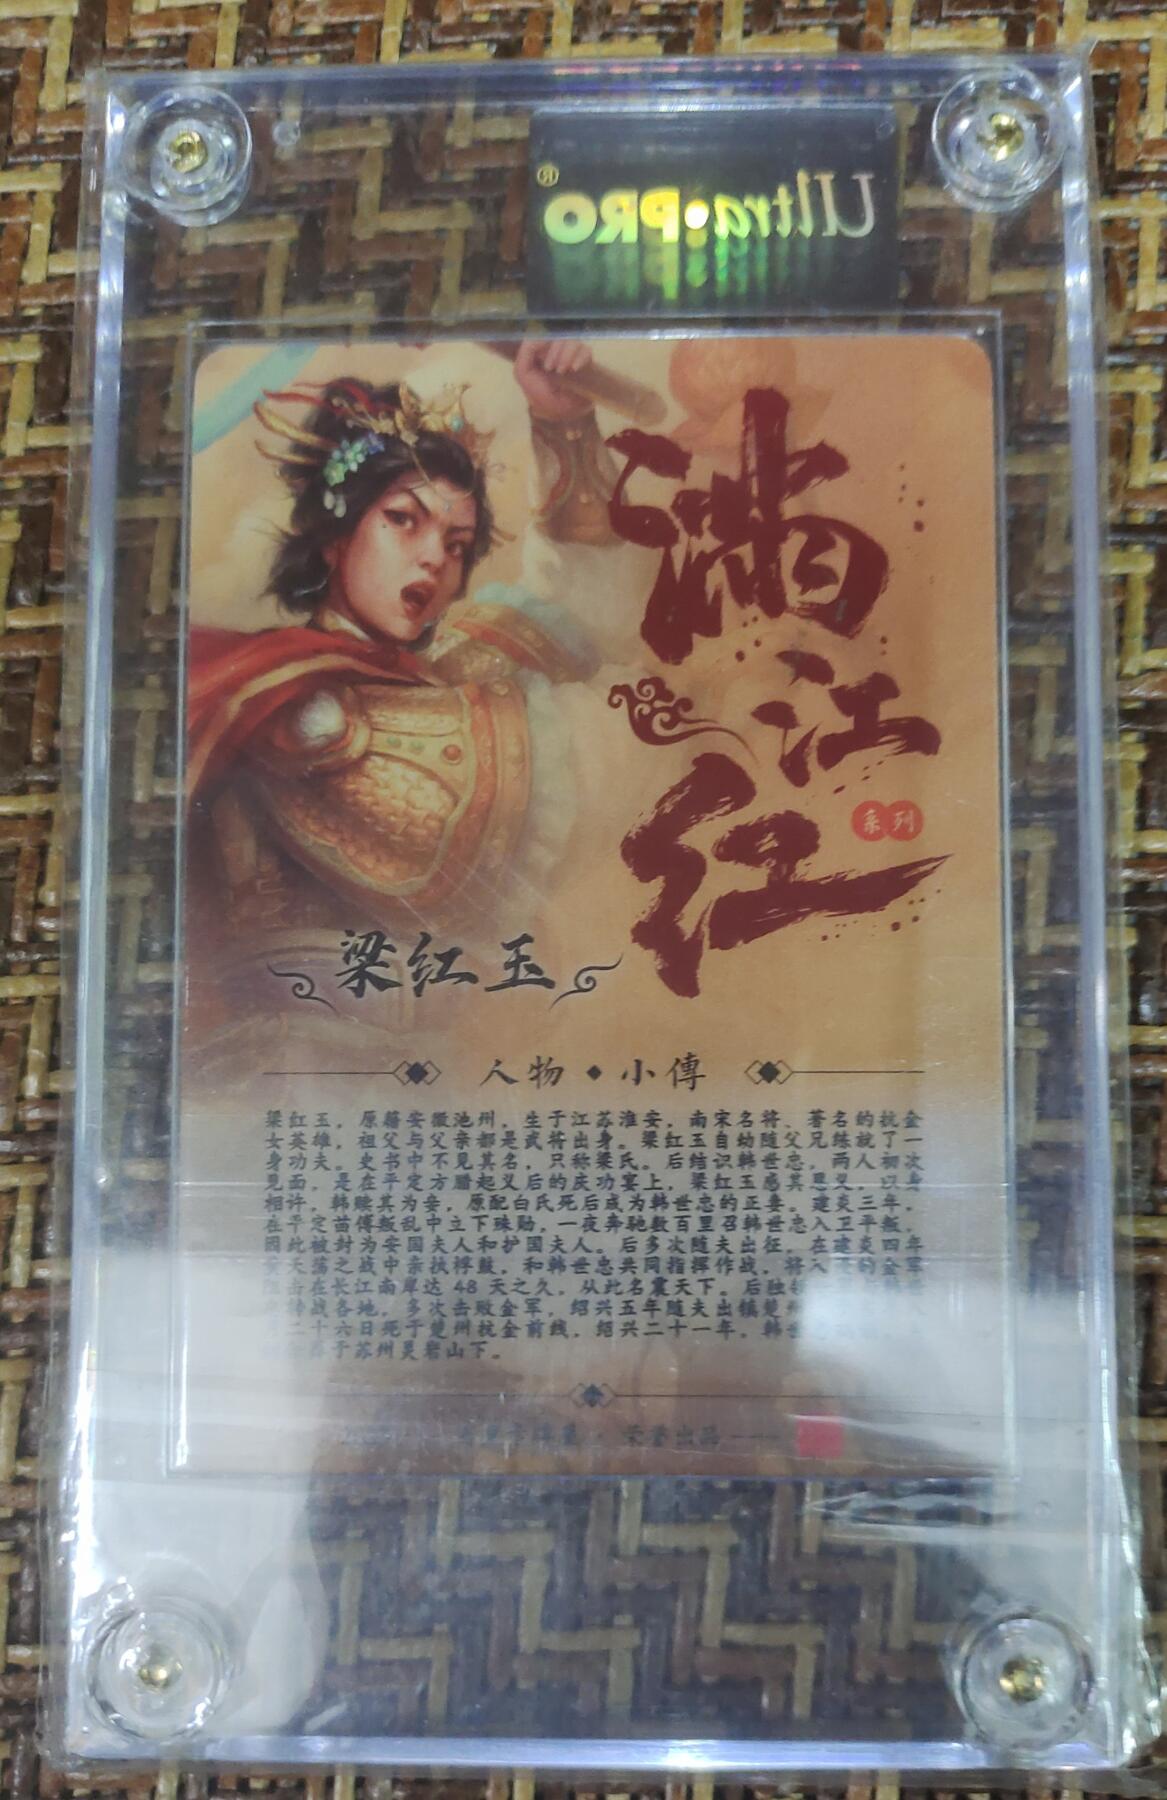 Ultra·PRO®
满江红
系列
梁红玉
人物·小傳
梁红玉，原籍安徽池州，生于江苏淮安，南宋名将、著名的抗金
女英雄，祖父与父亲都是武将出身。梁红玉自幼随父兄练就了一
身功夫。史书中不见其名，只称梁氏。后结识韩世忠，两人初次
见面，是在平定方腊起义后的庆功宴上，梁红玉感其恩义，以身
相许，韩赎其为妾，原配白氏死后成为韩世忠的正妻。建炎三年，
在平定苗傅叛乱中立下殊勋，一夜奔驰数百里召韩世忠入卫平叛，
因此被封为安国夫人和护国夫人。后多次随夫出征，在建炎四年
天荡之战中亲执桴鼓，和韩世忠共同指挥作战，将入 的金军
击在长江南岸达 48 天之久，从此名震天下。后独
转战各地，多次击败金军，绍兴五年随夫出镇楚州
二十六日死于楚州抗金前线，绍兴二十一年，韩世
于苏州灵岩山下。
荣誉出品